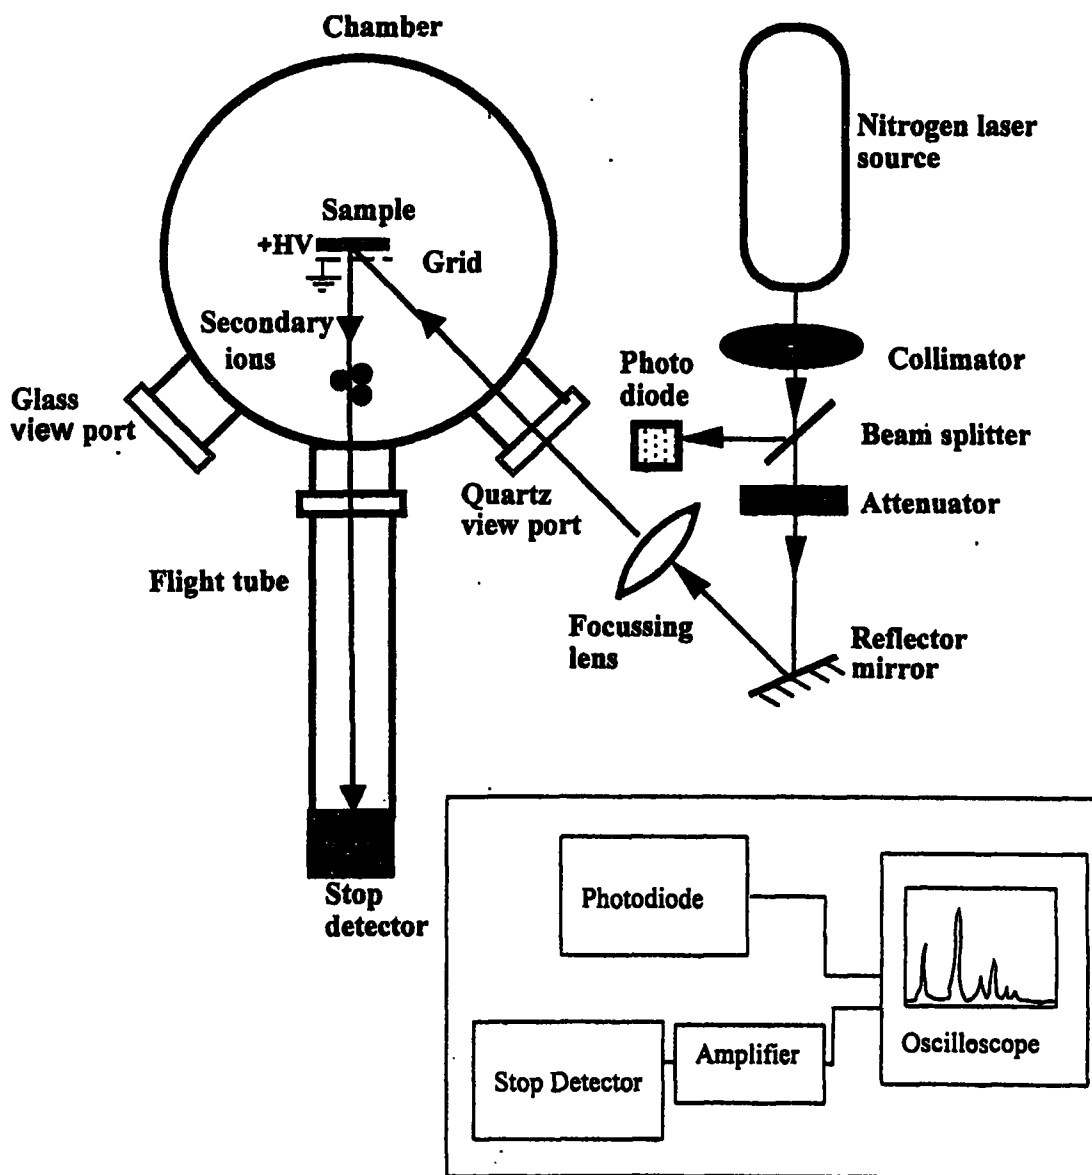 Chamber
Nitrogen laser
source
Sample
+HV
Grid
Secondary
ions
Collimator
Photo
diode
Glass
view port
Beam splitter
Quartz
view port
Attenuator
Flight tube
Focussing
lens
Reflector
mirror
Stop
detector
Photodiode
Oscilloscope
Amplifier
Stop Detector